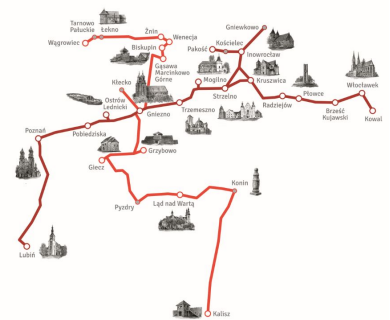 Tarnowo
Pałuckie
Łekno
Żnin
Wągrowiec
Wenecja
Biskupin
Gąsawa
Marcinkowo
Górne
Gniewkowo
Kościelec
Pakość
Inowrocław
Mogilno
Kruszwica
Strzelno
Płowce
Włocławek
Kłecko
Ostrów
Lednicki
Gniezno
Trzemeszno
Radziejów
Brześć
Kujawski
Kowal
Poznań
Pobiedziska
Grzybowo
Giecz
Konin
Ląd nad Wartą
Pyzdry
Lubiń
Kalisz